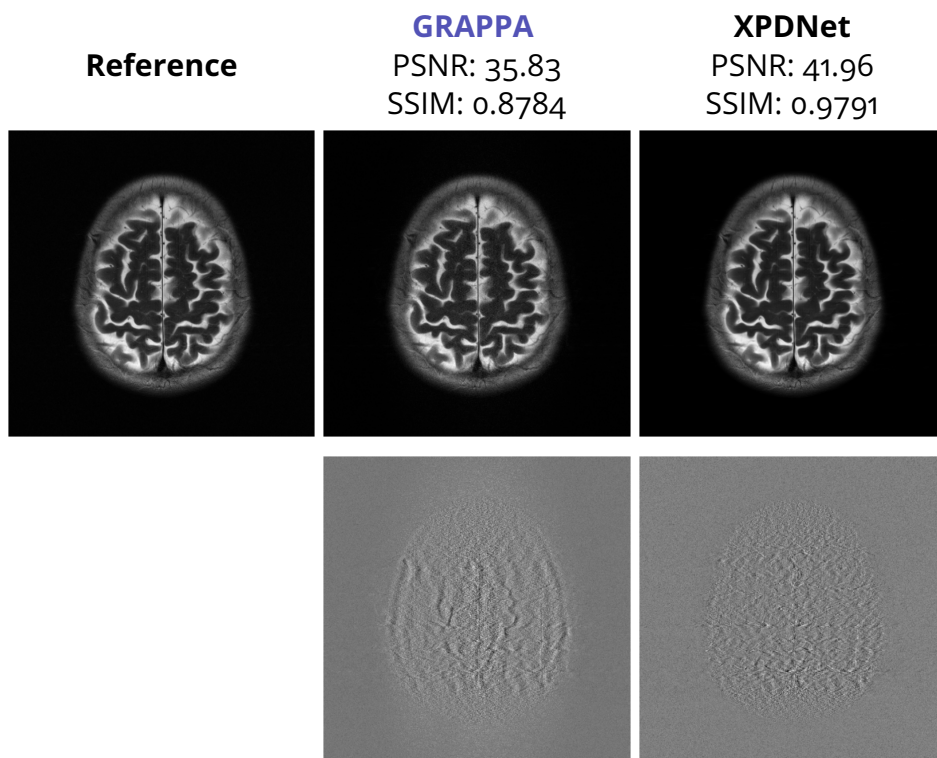 Reference
GRAPPA
PSNR: 35.83
SSIM: 0.8784
XPDNet
PSNR: 41.96
SSIM: 0.9791